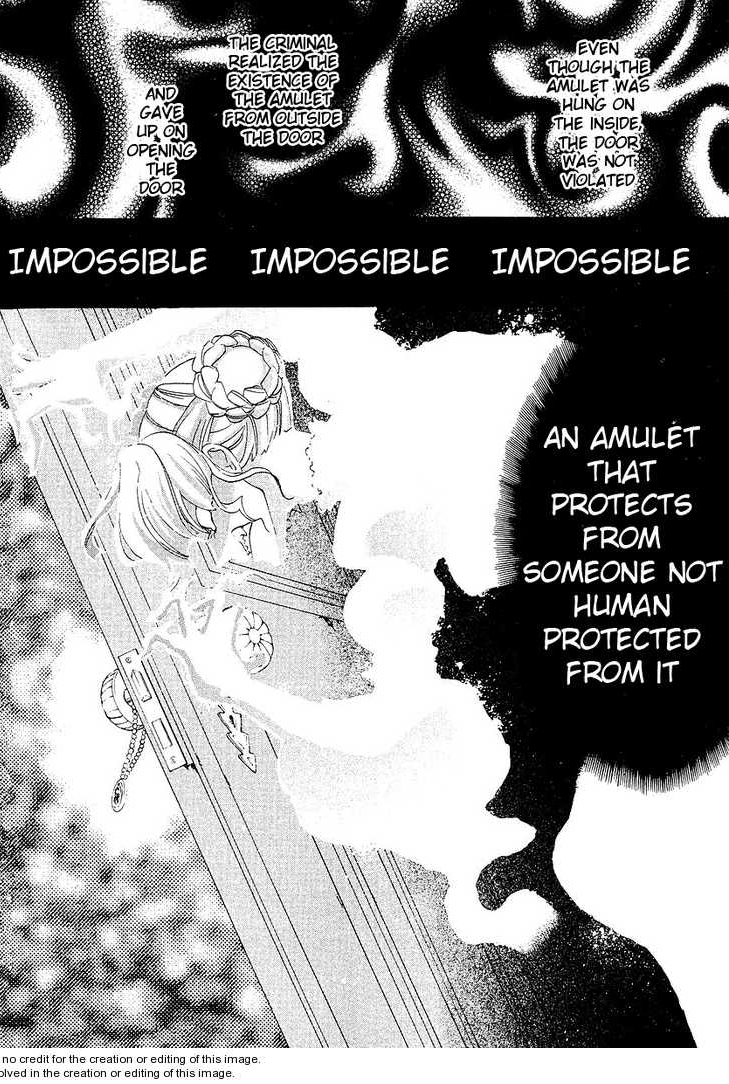 EVEN
THOUGH THE
AMULET WAS
HUNG ON
THE INSIDE,
THE DOOR
WAS NOT
VIOLATED
THE CRIMINAL
REALIZED THE
EXISTENCE OF
THE AMULET
FROM OUTSIDE
THE DOOR
AND
GAVE
UP ON
OPENING
THE
DOOR
IMPOSSIBLE IMPOSSIBLE IMPOSSIBLE
AN AMULET
THAT
PROTECTS
FROM
SOMEONE NOT
HUMAN
PROTECTED
FROM IT
no credit for the creation or editing of this image.
olved in the creation or editing of this image.